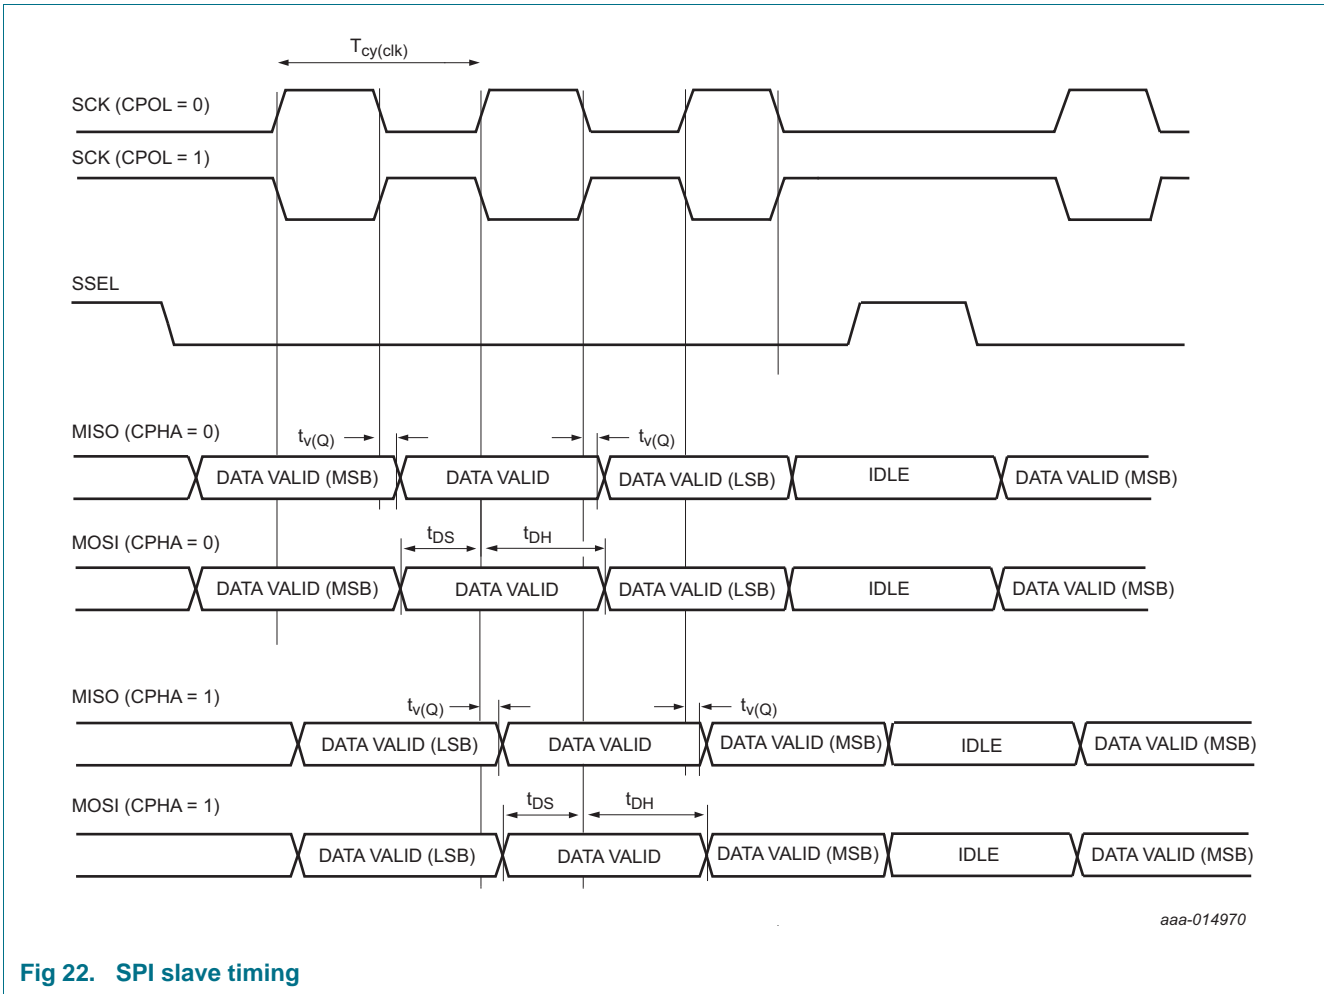 Tcy(clk)
SCK (CPOL = 0)
SCK (CPOL = 1)
SSEL
MISO (CPHA = 0)
tv(Q) tv(Q)
DATA VALID (MSB) DATA VALID DATA VALID (LSB) IDLE DATA VALID (MSB)
MOSI (CPHA = 0)
tDS tDH
DATA VALID (MSB) DATA VALID DATA VALID (LSB) IDLE DATA VALID (MSB)
MISO (CPHA = 1)
tv(Q) tv(Q)
DATA VALID (LSB) DATA VALID DATA VALID (MSB) IDLE DATA VALID (MSB)
MOSI (CPHA = 1)
tDS tDH
DATA VALID (LSB) DATA VALID DATA VALID (MSB) IDLE DATA VALID (MSB)
aaa-014970
Fig 22. SPI slave timing